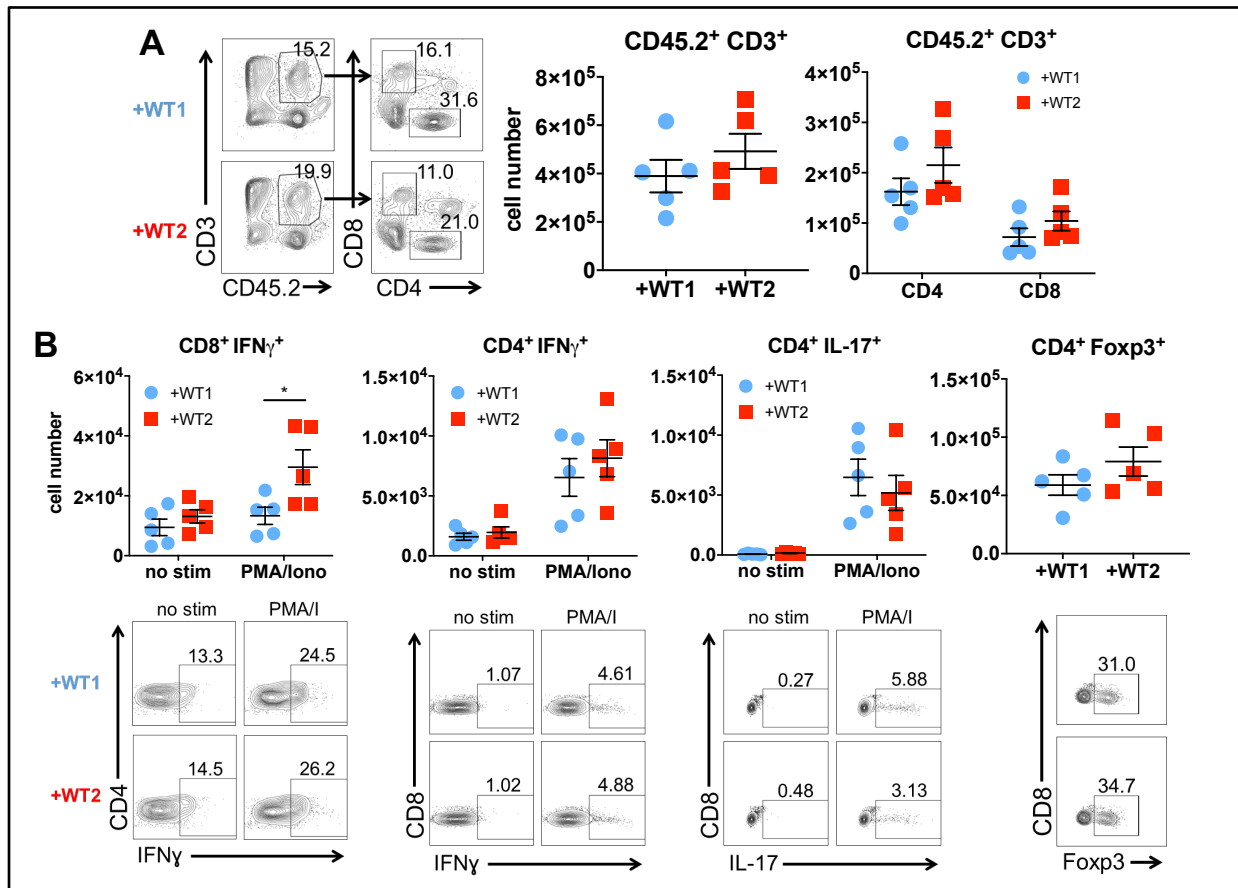 A
CD45.2⁺ CD3⁺
CD45.2⁺ CD3⁺
15.2
16.1
31.6
+WT1
19.9
11.0
21.0
+WT2
CD3
CD8
CD45.2
CD4
cell number
8×10⁵
6×10⁵
4×10⁵
2×10⁵
0
+WT1 +WT2
4×10⁵
3×10⁵
2×10⁵
1×10⁵
0
+WT1
+WT2
CD4 CD8
B
CD8⁺ IFNγ⁺
CD4⁺ IFNγ⁺
CD4⁺ IL-17⁺
CD4⁺ Foxp3⁺
cell number
6×10⁴
4×10⁴
2×10⁴
0
+WT1
+WT2
*
no stim PMA/Iono
1.5×10⁴
1.0×10⁴
5.0×10³
0.0
+WT1
+WT2
no stim PMA/Iono
1.5×10⁴
1.0×10⁴
5.0×10³
0.0
+WT1
+WT2
no stim PMA/Iono
1.5×10⁵
1.0×10⁵
5.0×10⁴
0.0
+WT1 +WT2
no stim PMA/I
no stim PMA/I
no stim PMA/I
+WT1
13.3 24.5
1.07 4.61
0.27 5.88
31.0
+WT2
14.5 26.2
1.02 4.88
0.48 3.13
34.7
CD4
CD8
CD8
CD8
IFNγ
IFNγ
IL-17
Foxp3